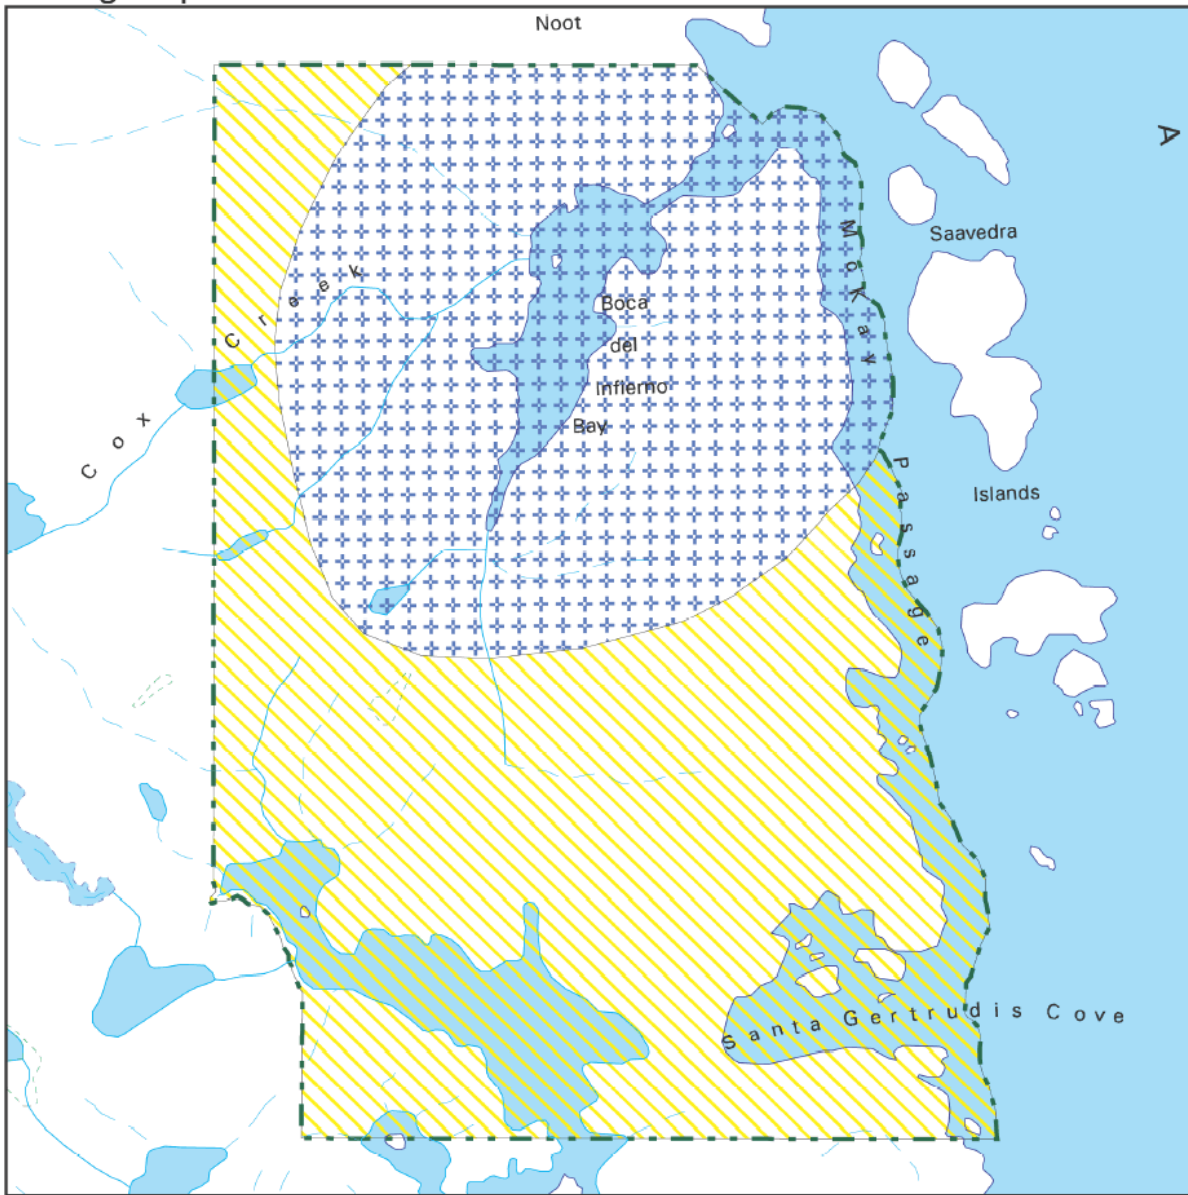 Noot
A
Saavedra
Islands
McKay Passage
Cox Creek
Boca
del
Infierno
Bay
Santa Gertrudis Cove